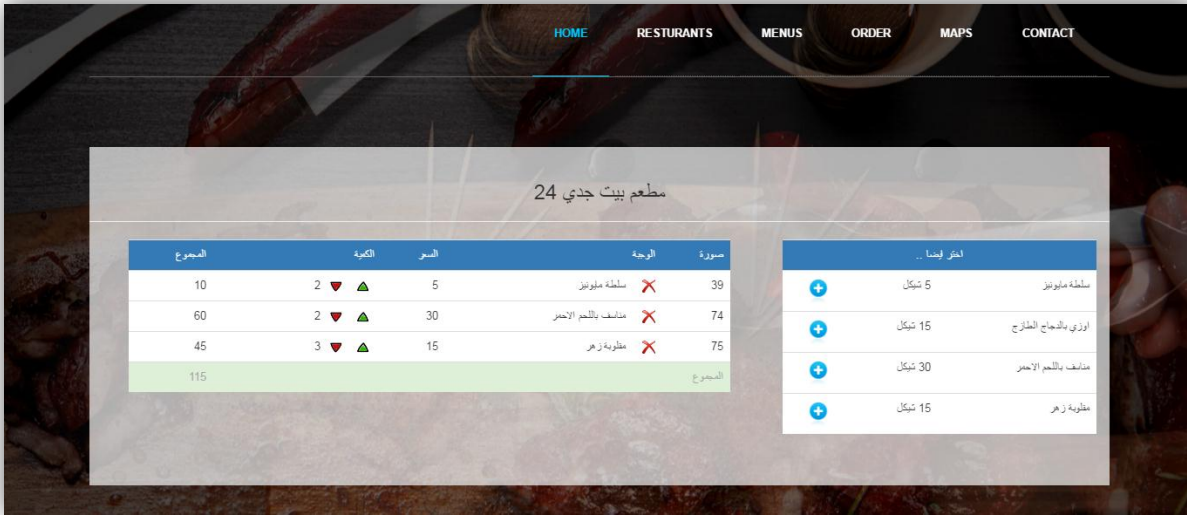 HOME RESTURANTS MENUS ORDER MAPS CONTACT
مطعم بيت جدي 24
اختر ايضا ..
سلطة مايونيز 5 شيكل
اوزي بالدجاج الطازج 15 شيكل
مناسف باللحم الاحمر 30 شيكل
مقلوبة زهر 15 شيكل
صورة الوجبة السعر الكمية المجموع
39 سلطة مايونيز 5 2 10
74 مناسف باللحم الاحمر 30 2 60
75 مقلوبة زهر 15 3 45
المجموع 115